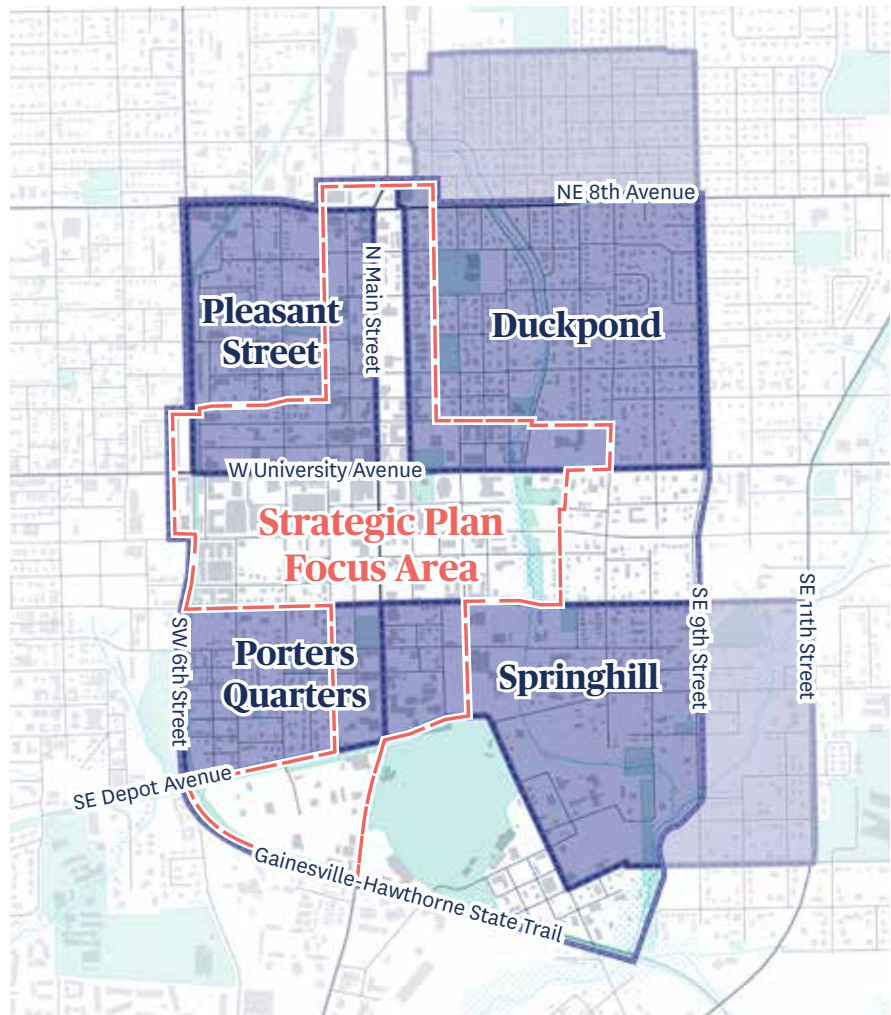 NE 8th Avenue
N Main Street
Pleasant
Street
Duckpond
W University Avenue
Strategic Plan
Focus Area
SW 6th Street
Porters
Quarters
Springhill
SE 9th Street
SE 11th Street
SE Depot Avenue
Gainesville-Hawthorne State Trail